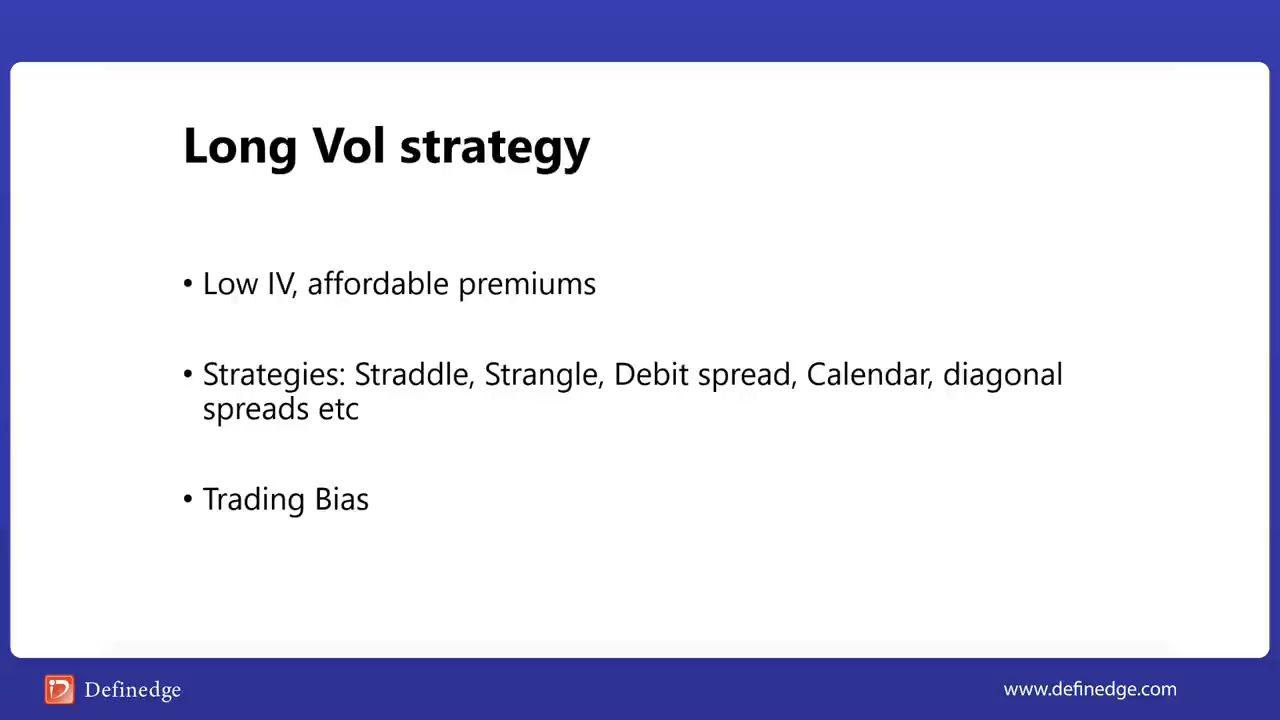 Long Vol strategy
• Low IV, affordable premiums
• Strategies: Straddle, Strangle, Debit spread, Calendar, diagonal
spreads etc
• Trading Bias
Definedge
www.definedge.com